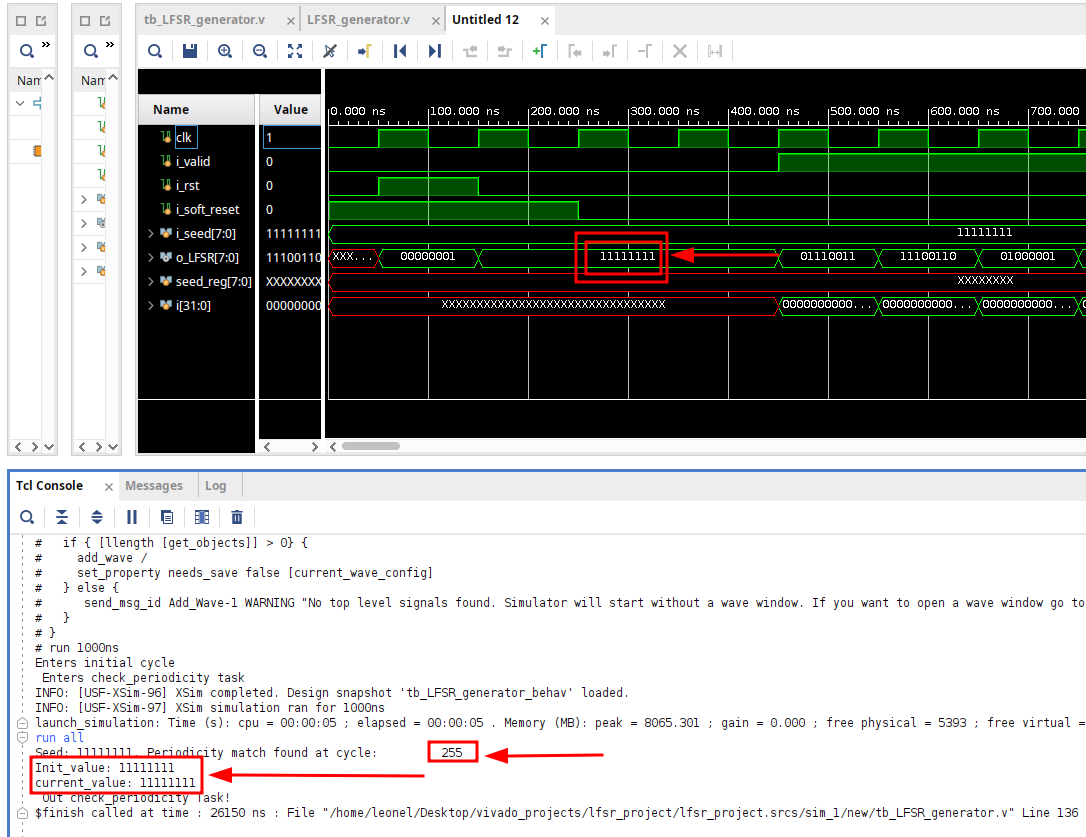 tb_LFSR_generator.v × LFSR_generator.v × Untitled 12 ×
» »
Nam Nam
Name Value 0.000 ns 100.000 ns 200.000 ns 300.000 ns 400.000 ns 500.000 ns 600.000 ns 700.000
clk 1
i_valid 0
i_rst 0
i_soft_reset 0
i_seed[7:0] 11111111 11111111
o_LFSR[7:0] 11100110 XXX... 00000001 11111111 01110011 11100110 01000001
seed_reg[7:0] XXXXXXXX XXXXXXXX
i[31:0] 00000000 XXXXXXXXXXXXXXXXXXXXXXXXXXXXXXXX 0000000000... 0000000000... 0000000000...
Tcl Console × Messages Log
# if { [llength [get_objects]] > 0} {
# add_wave /
# set_property needs_save false [current_wave_config]
# } else {
# send_msg_id Add_Wave-1 WARNING "No top level signals found. Simulator will start without a wave window. If you want to open a wave window go to
# }
# }
# run 1000ns
Enters initial cycle
Enters check_periodicity task
INFO: [USF-XSim-96] XSim completed. Design snapshot 'tb_LFSR_generator_behav' loaded.
INFO: [USF-XSim-97] XSim simulation ran for 1000ns
launch_simulation: Time (s): cpu = 00:00:05 ; elapsed = 00:00:05 . Memory (MB): peak = 8065.301 ; gain = 0.000 ; free physical = 5393 ; free virtual =
run all
Seed: 11111111, Periodicity match found at cycle: 255
Init_value: 11111111
current_value: 11111111
Out check_periodicity Task!
$finish called at time : 26150 ns : File "/home/leonel/Desktop/vivado_projects/lfsr_project/lfsr_project.srcs/sim_1/new/tb_LFSR_generator.v" Line 136